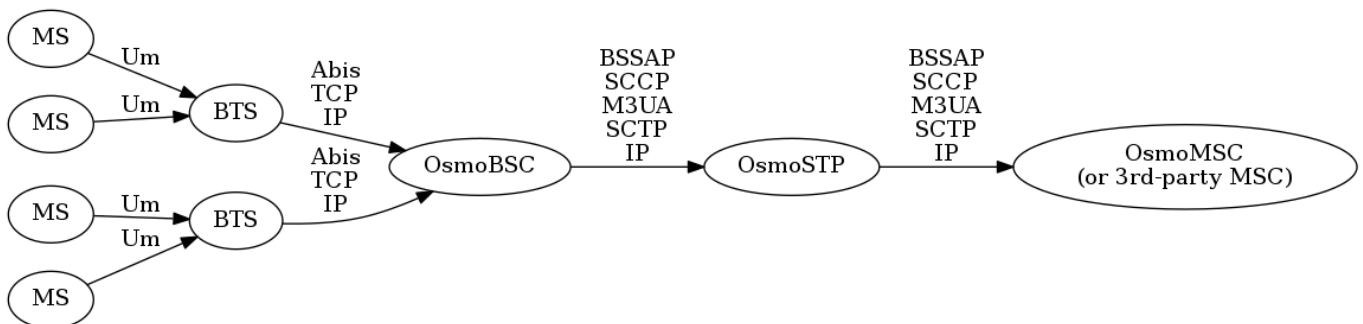 MS
Um
MS
Um
BTS
Abis
TCP
IP
MS
Um
MS
Um
BTS
Abis
TCP
IP
OsmoBSC
BSSAP
SCCP
M3UA
SCTP
IP
OsmoSTP
BSSAP
SCCP
M3UA
SCTP
IP
OsmoMSC
(or 3rd-party MSC)